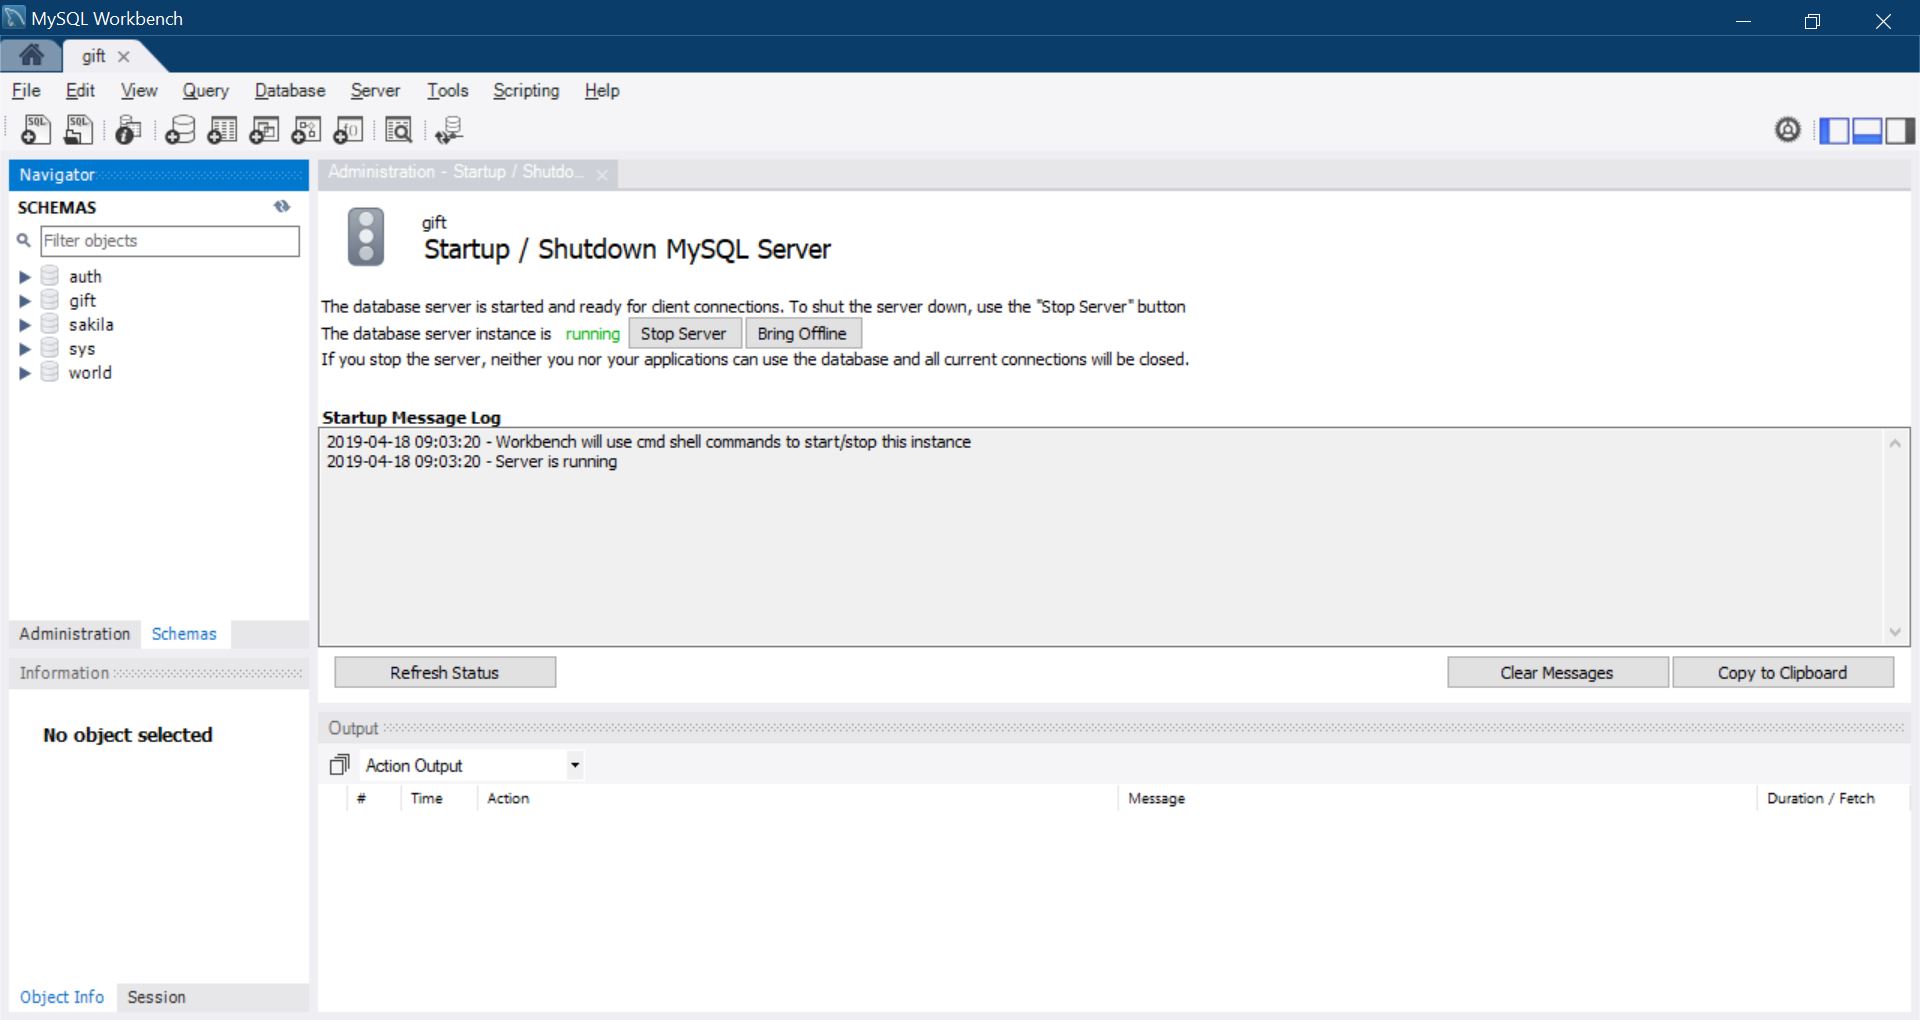 MySQL Workbench
gift
File Edit View Query Database Server Tools Scripting Help
SQL SQL
Navigator
SCHEMAS
Filter objects
auth
gift
sakila
sys
world
Administration Schemas
Information
No object selected
Object Info Session
Administration - Startup / Shutdo...
gift
Startup / Shutdown MySQL Server
The database server is started and ready for client connections. To shut the server down, use the "Stop Server" button
The database server instance is running Stop Server Bring Offline
If you stop the server, neither you nor your applications can use the database and all current connections will be closed.
Startup Message Log
2019-04-18 09:03:20 - Workbench will use cmd shell commands to start/stop this instance
2019-04-18 09:03:20 - Server is running
Refresh Status Clear Messages Copy to Clipboard
Output
Action Output
# Time Action Message Duration / Fetch